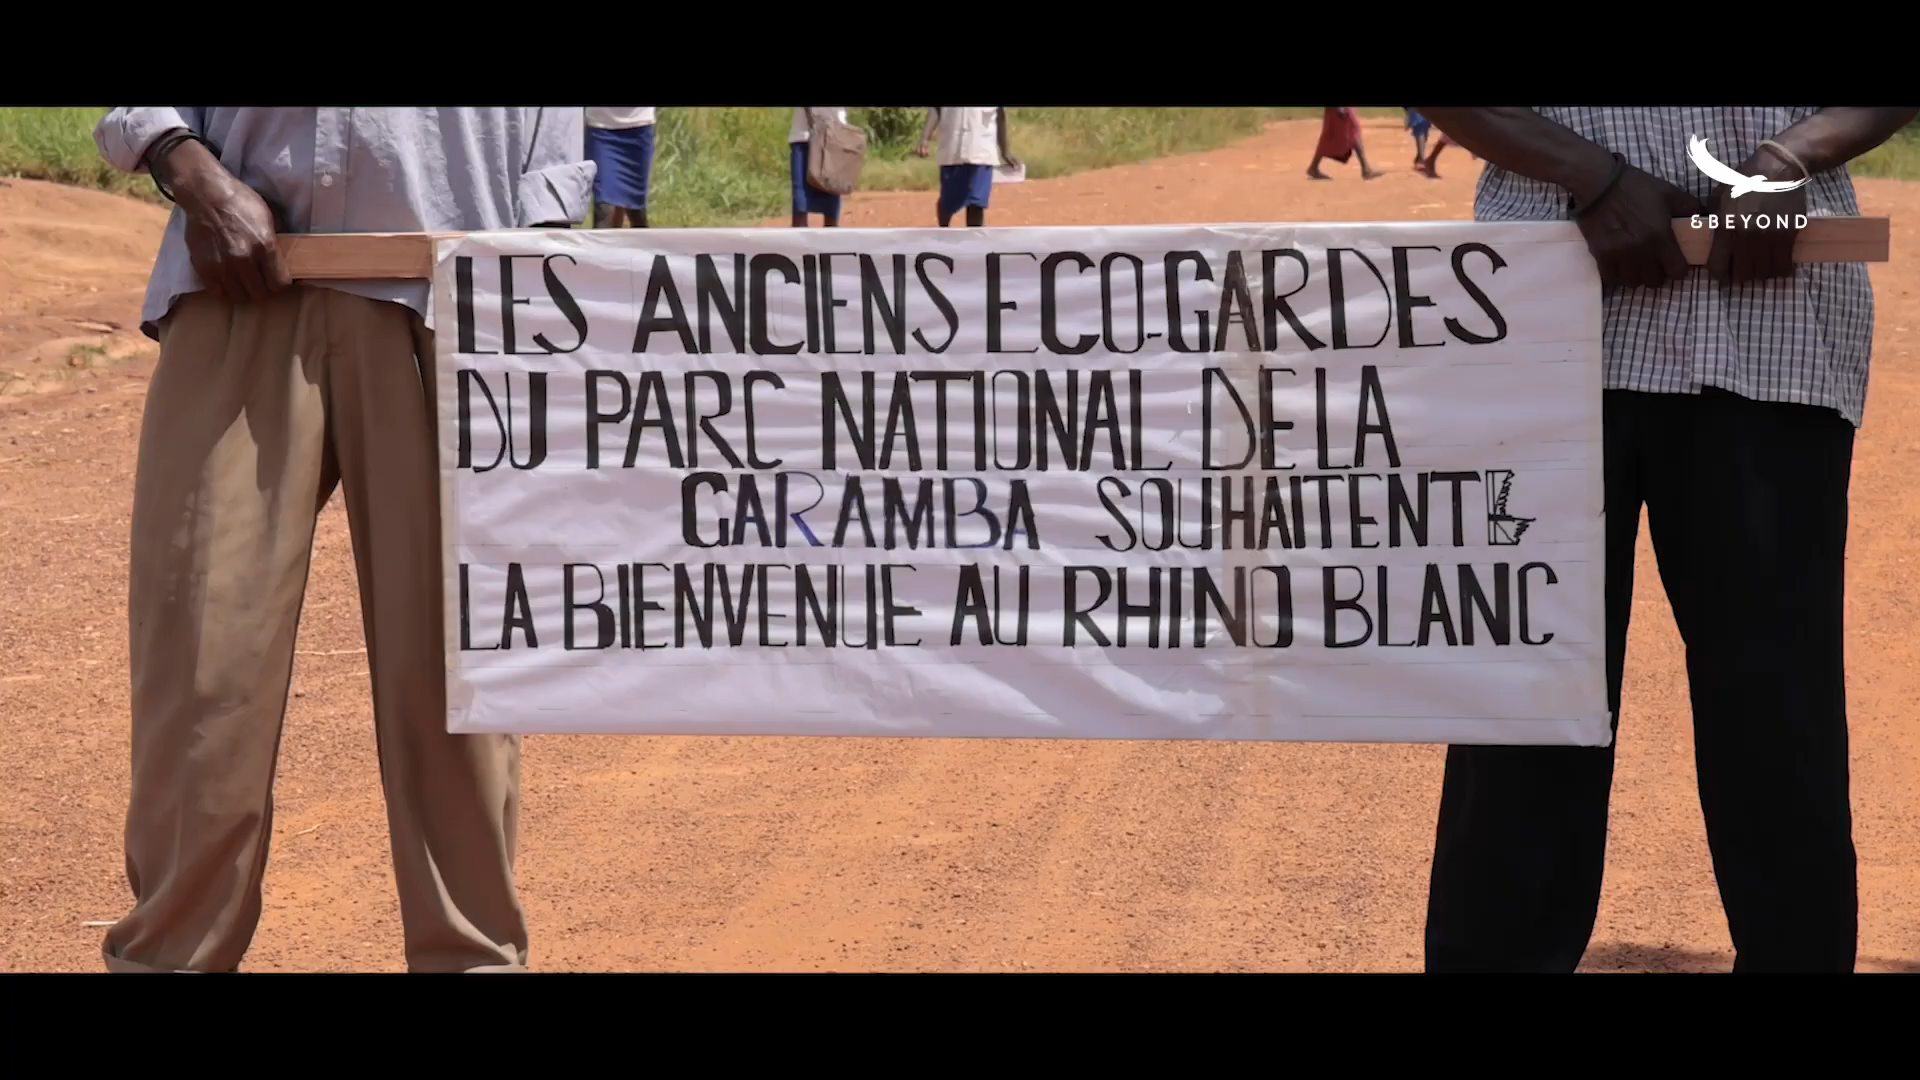 LES ANCIENS ECO-GARDES
DU PARC NATIONAL DE LA
GARAMBA SOUHAITENT
LA BIENVENUE AU RHINO BLANC
&BEYOND